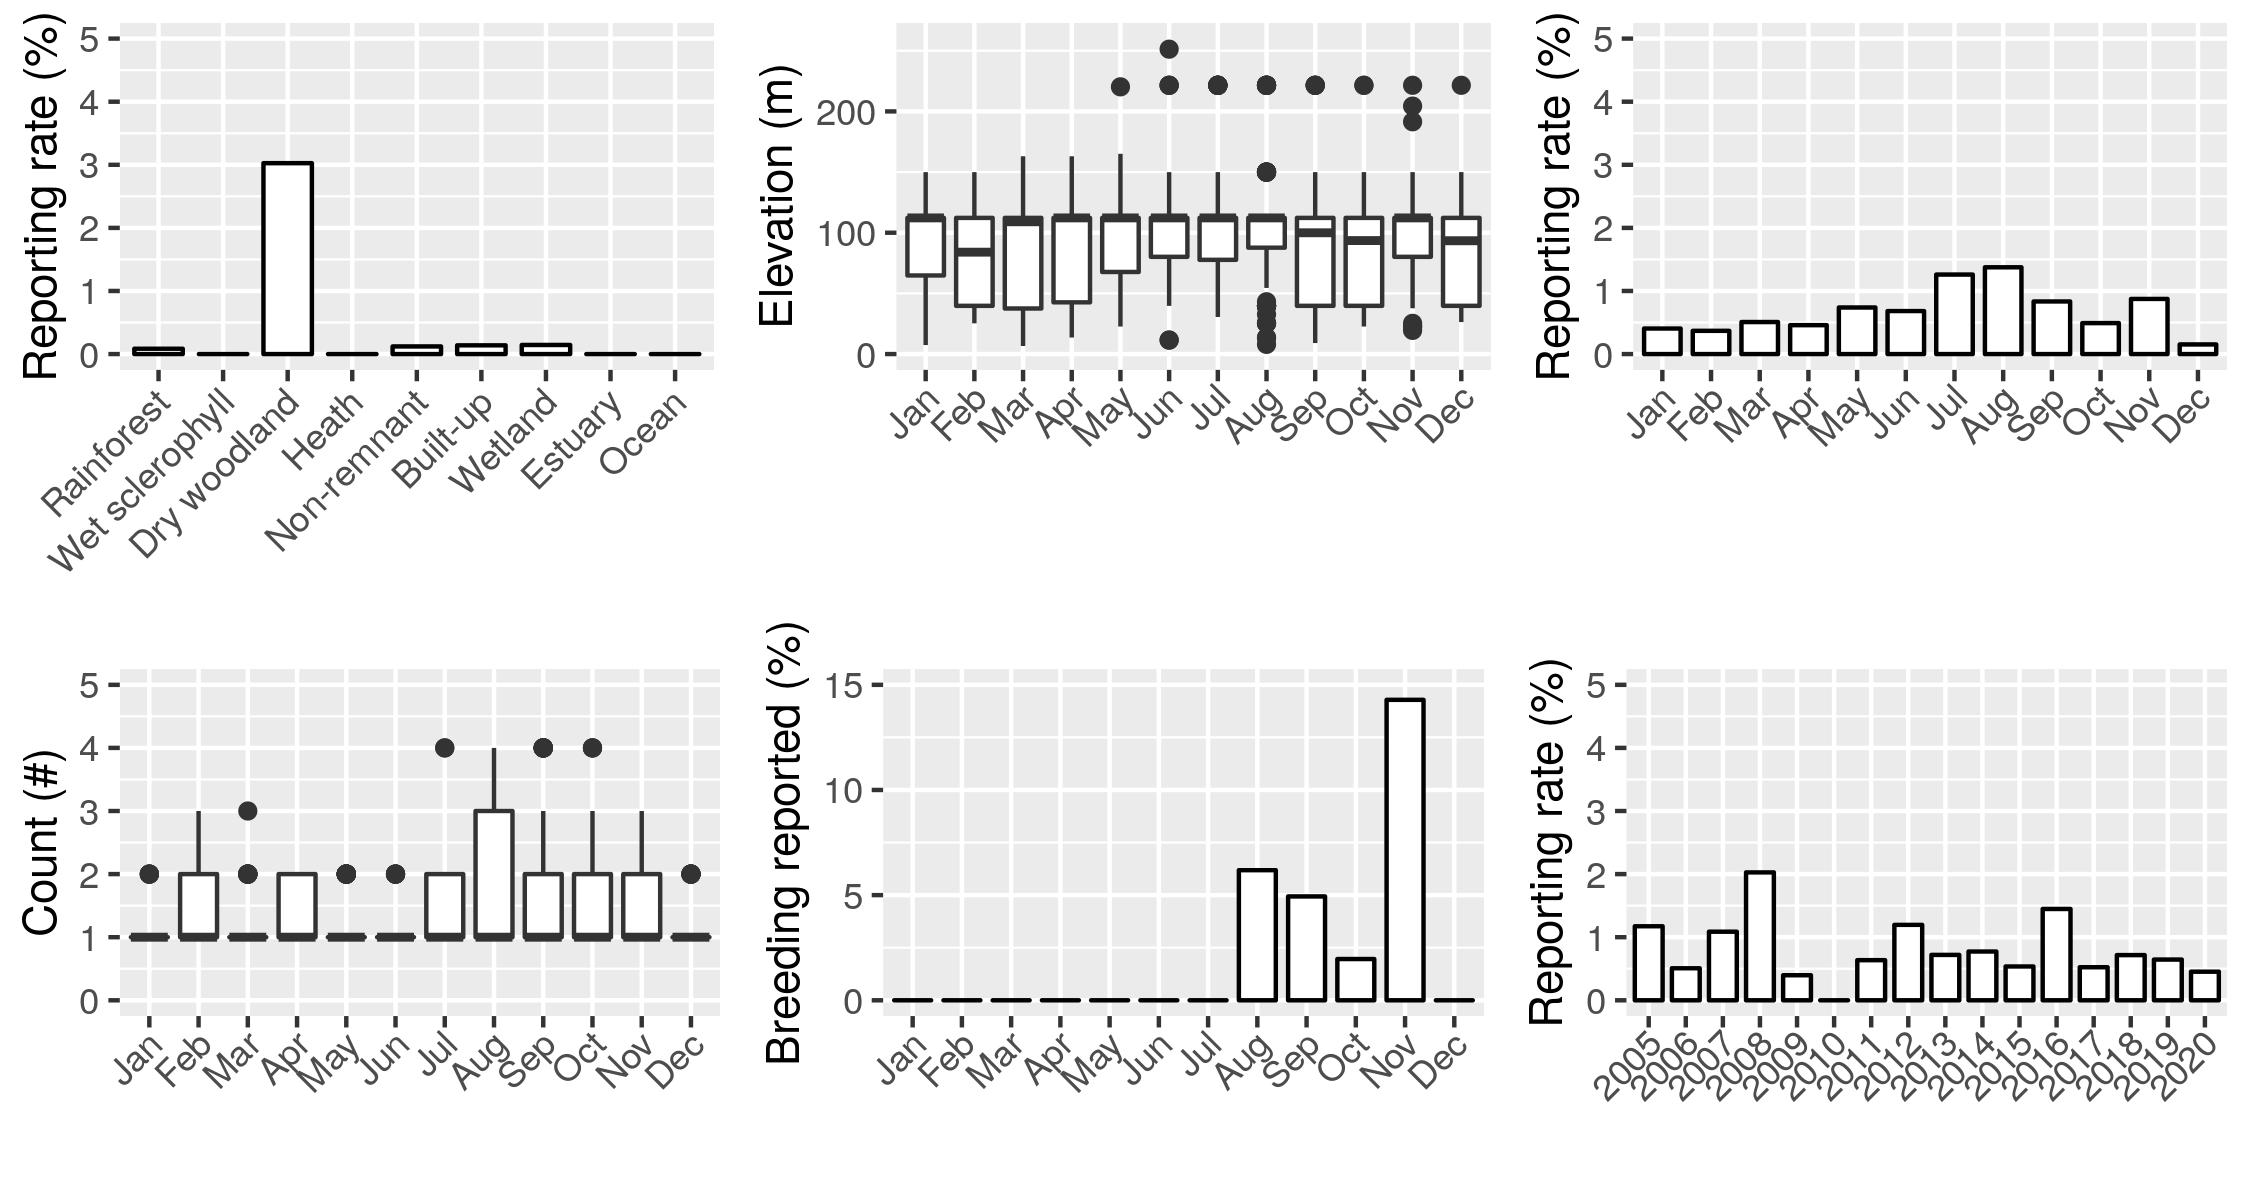 Reporting rate (%)
5
4
3
2
1
0
Rainforest
Wet sclerophyll
Dry woodland
Heath
Non-remnant
Built-up
Wetland
Estuary
Ocean
Elevation (m)
200
100
0
Jan
Feb
Mar
Apr
May
Jun
Jul
Aug
Sep
Oct
Nov
Dec
Reporting rate (%)
5
4
3
2
1
0
Jan
Feb
Mar
Apr
May
Jun
Jul
Aug
Sep
Oct
Nov
Dec
Count (#)
5
4
3
2
1
0
Jan
Feb
Mar
Apr
May
Jun
Jul
Aug
Sep
Oct
Nov
Dec
Breeding reported (%)
15
10
5
0
Jan
Feb
Mar
Apr
May
Jun
Jul
Aug
Sep
Oct
Nov
Dec
Reporting rate (%)
5
4
3
2
1
0
2005
2006
2007
2008
2009
2010
2011
2012
2013
2014
2015
2016
2017
2018
2019
2020